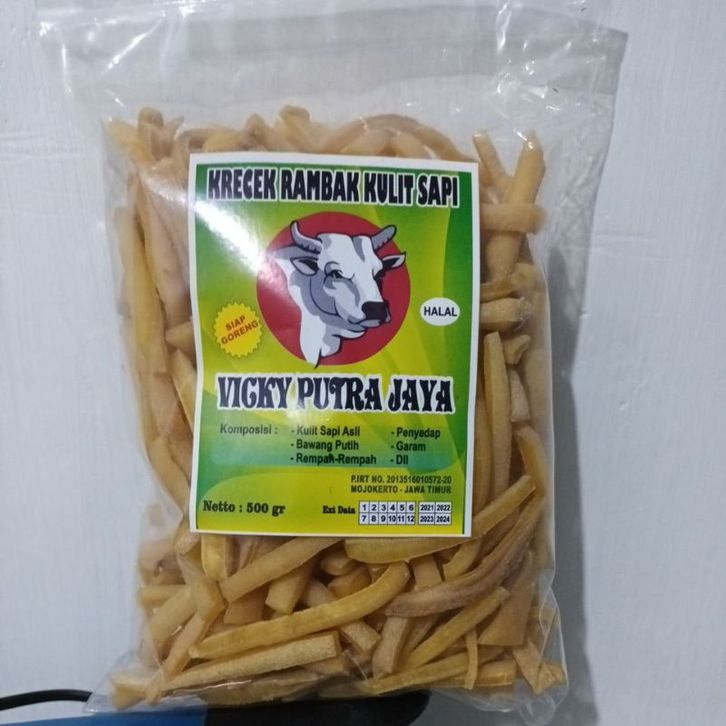 KRECEK RAMBAK KULIT SAPI
HALAL
SIAP
GORENG
VICKY PUTRA JAYA
Komposisi : - Kulit Sapi Asli - Penyedap
- Bawang Putih - Garam
- Rempah-Rempah - Dll
P.IRT NO. 2013516010572-20
MOJOKERTO - JAWA TIMUR
Netto : 500 gr Exi Data 1 2 3 4 5 6 2021 2022
7 8 9 10 11 12 2023 2024